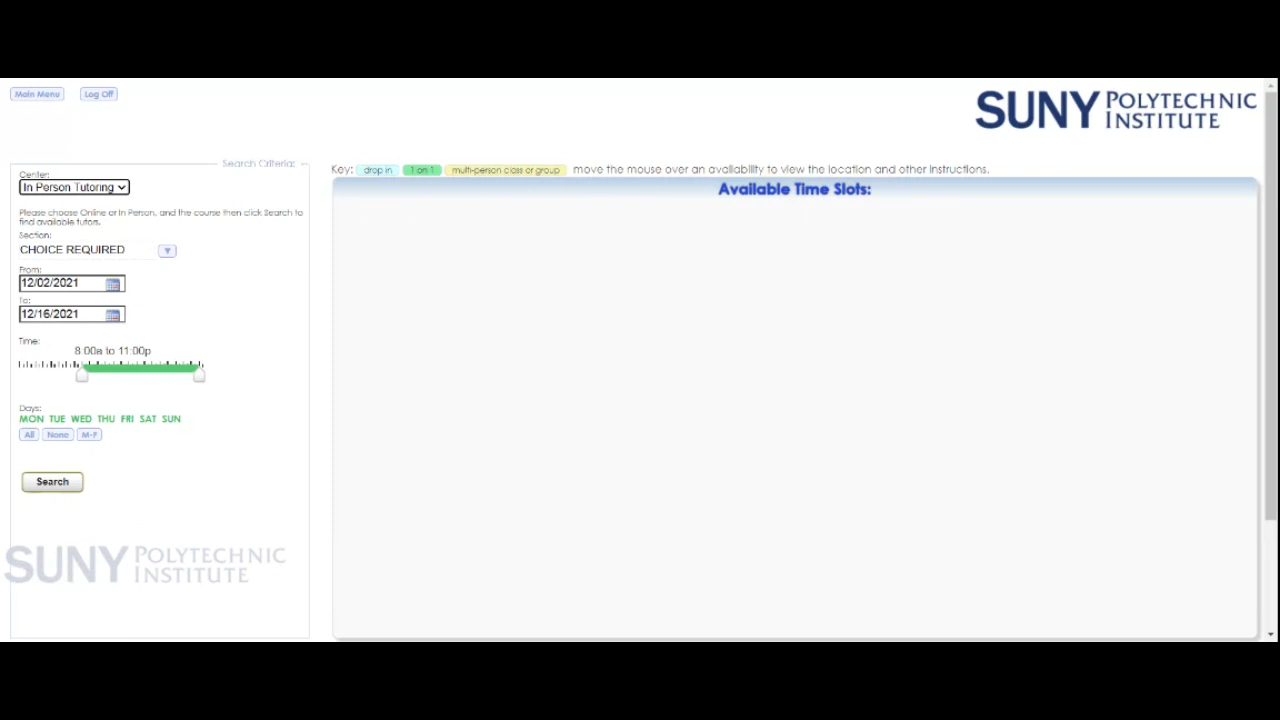 Main Menu Log Off
SUNY POLYTECHNIC INSTITUTE
Search Criteria:
Center:
In Person Tutoring
Please choose Online or In Person, and the course then click Search to
find available tutors.
Section:
CHOICE REQUIRED
From:
12/02/2021
To:
12/16/2021
Time:
8:00a to 11:00p
Days:
MON TUE WED THU FRI SAT SUN
All None M-F
Search
SUNY POLYTECHNIC INSTITUTE
Key: drop in 1 on 1 multi-person class or group move the mouse over an availability to view the location and other instructions.
Available Time Slots: